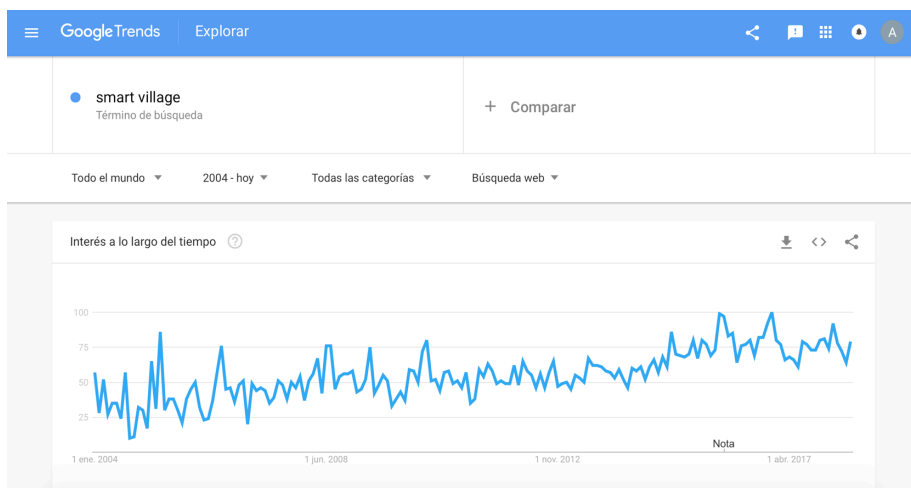 GoogleTrends Explorar A
smart village
Término de búsqueda
+ Comparar
Todo el mundo 2004 - hoy Todas las categorías Búsqueda web
Interés a lo largo del tiempo ?
100
75
50
25
Nota
1 ene. 2004 1 jun. 2008 1 nov. 2012 1 abr. 2017